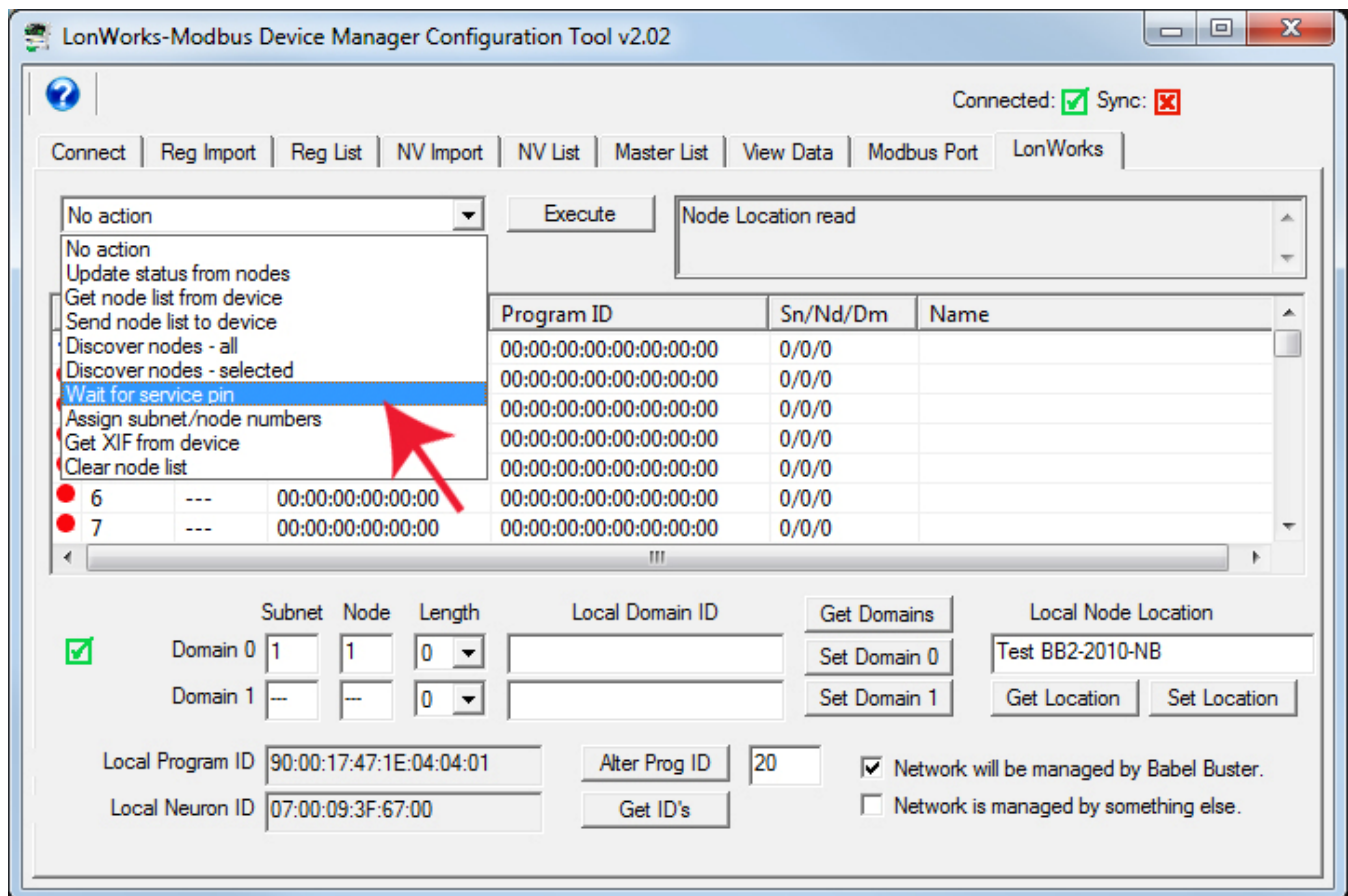 LonWorks-Modbus Device Manager Configuration Tool v2.02
Connected: Sync:
Connect Reg Import Reg List NV Import NV List Master List View Data Modbus Port LonWorks
No action Execute Node Location read
No action
Update status from nodes
Get node list from device
Send node list to device
Discover nodes - all
Discover nodes - selected
Wait for service pin
Assign subnet/node numbers
Get XIF from device
Clear node list
Program ID Sn/Nd/Dm Name
00:00:00:00:00:00:00:00 0/0/0
00:00:00:00:00:00:00:00 0/0/0
00:00:00:00:00:00:00:00 0/0/0
00:00:00:00:00:00:00:00 0/0/0
00:00:00:00:00:00:00:00 0/0/0
6 --- 00:00:00:00:00:00 00:00:00:00:00:00:00:00 0/0/0
7 --- 00:00:00:00:00:00 00:00:00:00:00:00:00:00 0/0/0
Subnet Node Length Local Domain ID Get Domains Local Node Location
Domain 0 1 1 0 Set Domain 0 Test BB2-2010-NB
Domain 1 --- --- 0 Set Domain 1 Get Location Set Location
Local Program ID 90:00:17:47:1E:04:04:01 Alter Prog ID 20 Network will be managed by Babel Buster.
Local Neuron ID 07:00:09:3F:67:00 Get ID's Network is managed by something else.